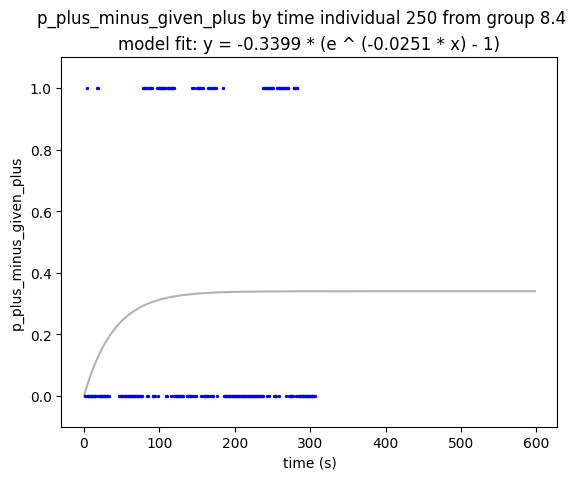 p_plus_minus_given_plus by time individual 250 from group 8.4
model fit: y = -0.3399 * (e ^ (-0.0251 * x) - 1)
1.0
0.8
0.6
0.4
0.2
0.0
p_plus_minus_given_plus
0 100 200 300 400 500 600
time (s)